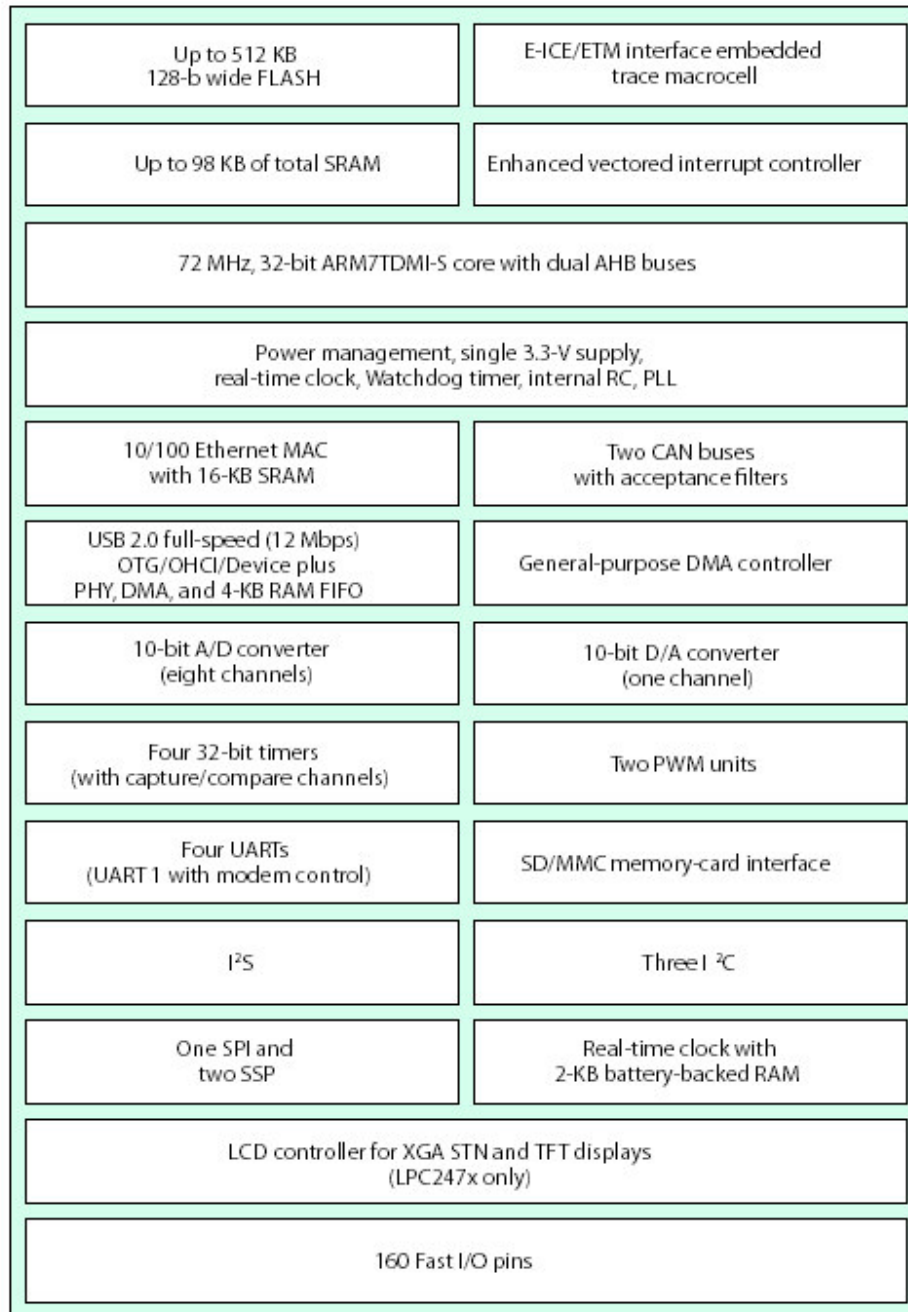 Up to 512 KB
128-b wide FLASH
E-ICE/ETM interface embedded
trace macrocell
Up to 98 KB of total SRAM
Enhanced vectored interrupt controller
72 MHz, 32-bit ARM7TDMI-S core with dual AHB buses
Power management, single 3.3-V supply,
real-time clock, Watchdog timer, internal RC, PLL
10/100 Ethernet MAC
with 16-KB SRAM
Two CAN buses
with acceptance filters
USB 2.0 full-speed (12 Mbps)
OTG/OHCI/Device plus
PHY, DMA, and 4-KB RAM FIFO
General-purpose DMA controller
10-bit A/D converter
(eight channels)
10-bit D/A converter
(one channel)
Four 32-bit timers
(with capture/compare channels)
Two PWM units
Four UARTs
(UART 1 with modem control)
SD/MMC memory-card interface
I²S
Three I ²C
One SPI and
two SSP
Real-time clock with
2-KB battery-backed RAM
LCD controller for XGA STN and TFT displays
(LPC247x only)
160 Fast I/O pins